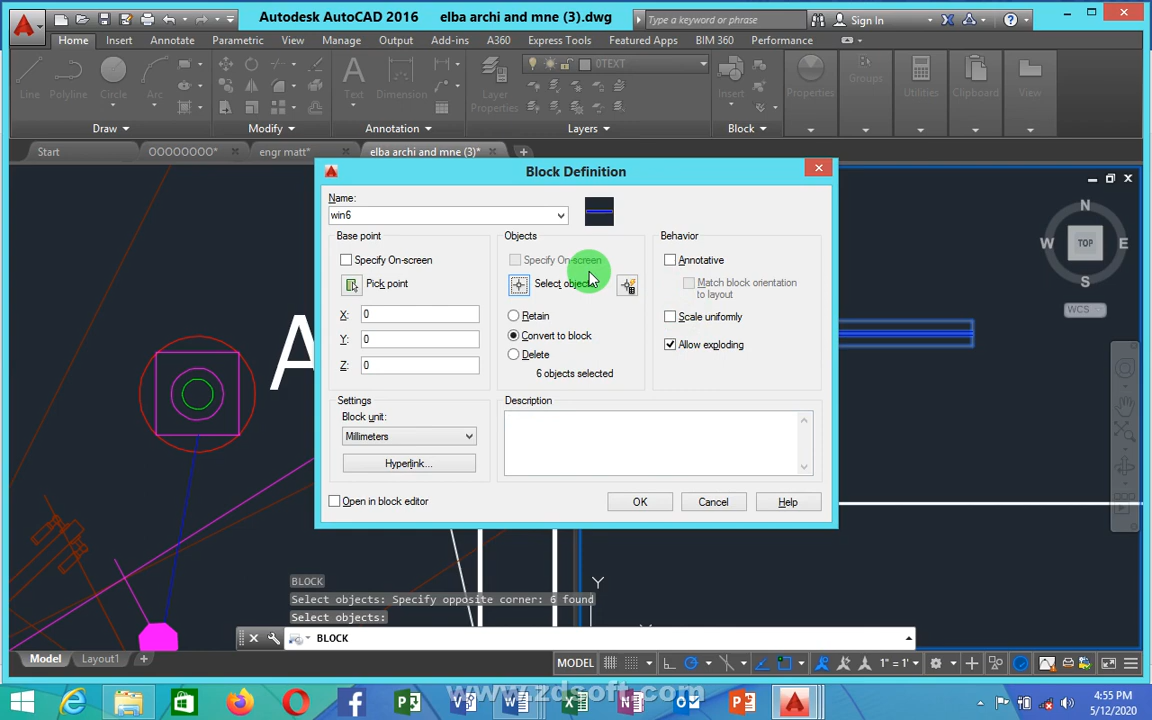 Autodesk AutoCAD 2016 elba archi and mne (3).dwg
Type a keyword or phrase
Sign In
Home Insert Annotate Parametric View Manage Output Add-ins A360 Express Tools Featured Apps BIM 360 Performance
0TEXT
Line Polyline Circle Arc Text Dimension Layer Properties Insert Properties Groups Utilities Clipboard View
Draw Modify Annotation Layers Block
Start OOOOOOOO* engr matt* elba archi and mne (3)*
Block Definition
Name:
win6
Base point
Specify On-screen
Pick point
X: 0
Y: 0
Z: 0
Objects
Specify On-screen
Select objects
Retain
Convert to block
Delete
6 objects selected
Behavior
Annotative
Match block orientation
to layout
Scale uniformly
Allow exploding
Settings
Block unit:
Millimeters
Hyperlink...
Description
Open in block editor
OK Cancel Help
N
W TOP E
S
WCS
A
Y
BLOCK
Select objects: Specify opposite corner: 6 found
Select objects:
BLOCK
Model Layout1 +
MODEL 1" = 1'
www.zdsoft.com
4:55 PM
5/12/2020